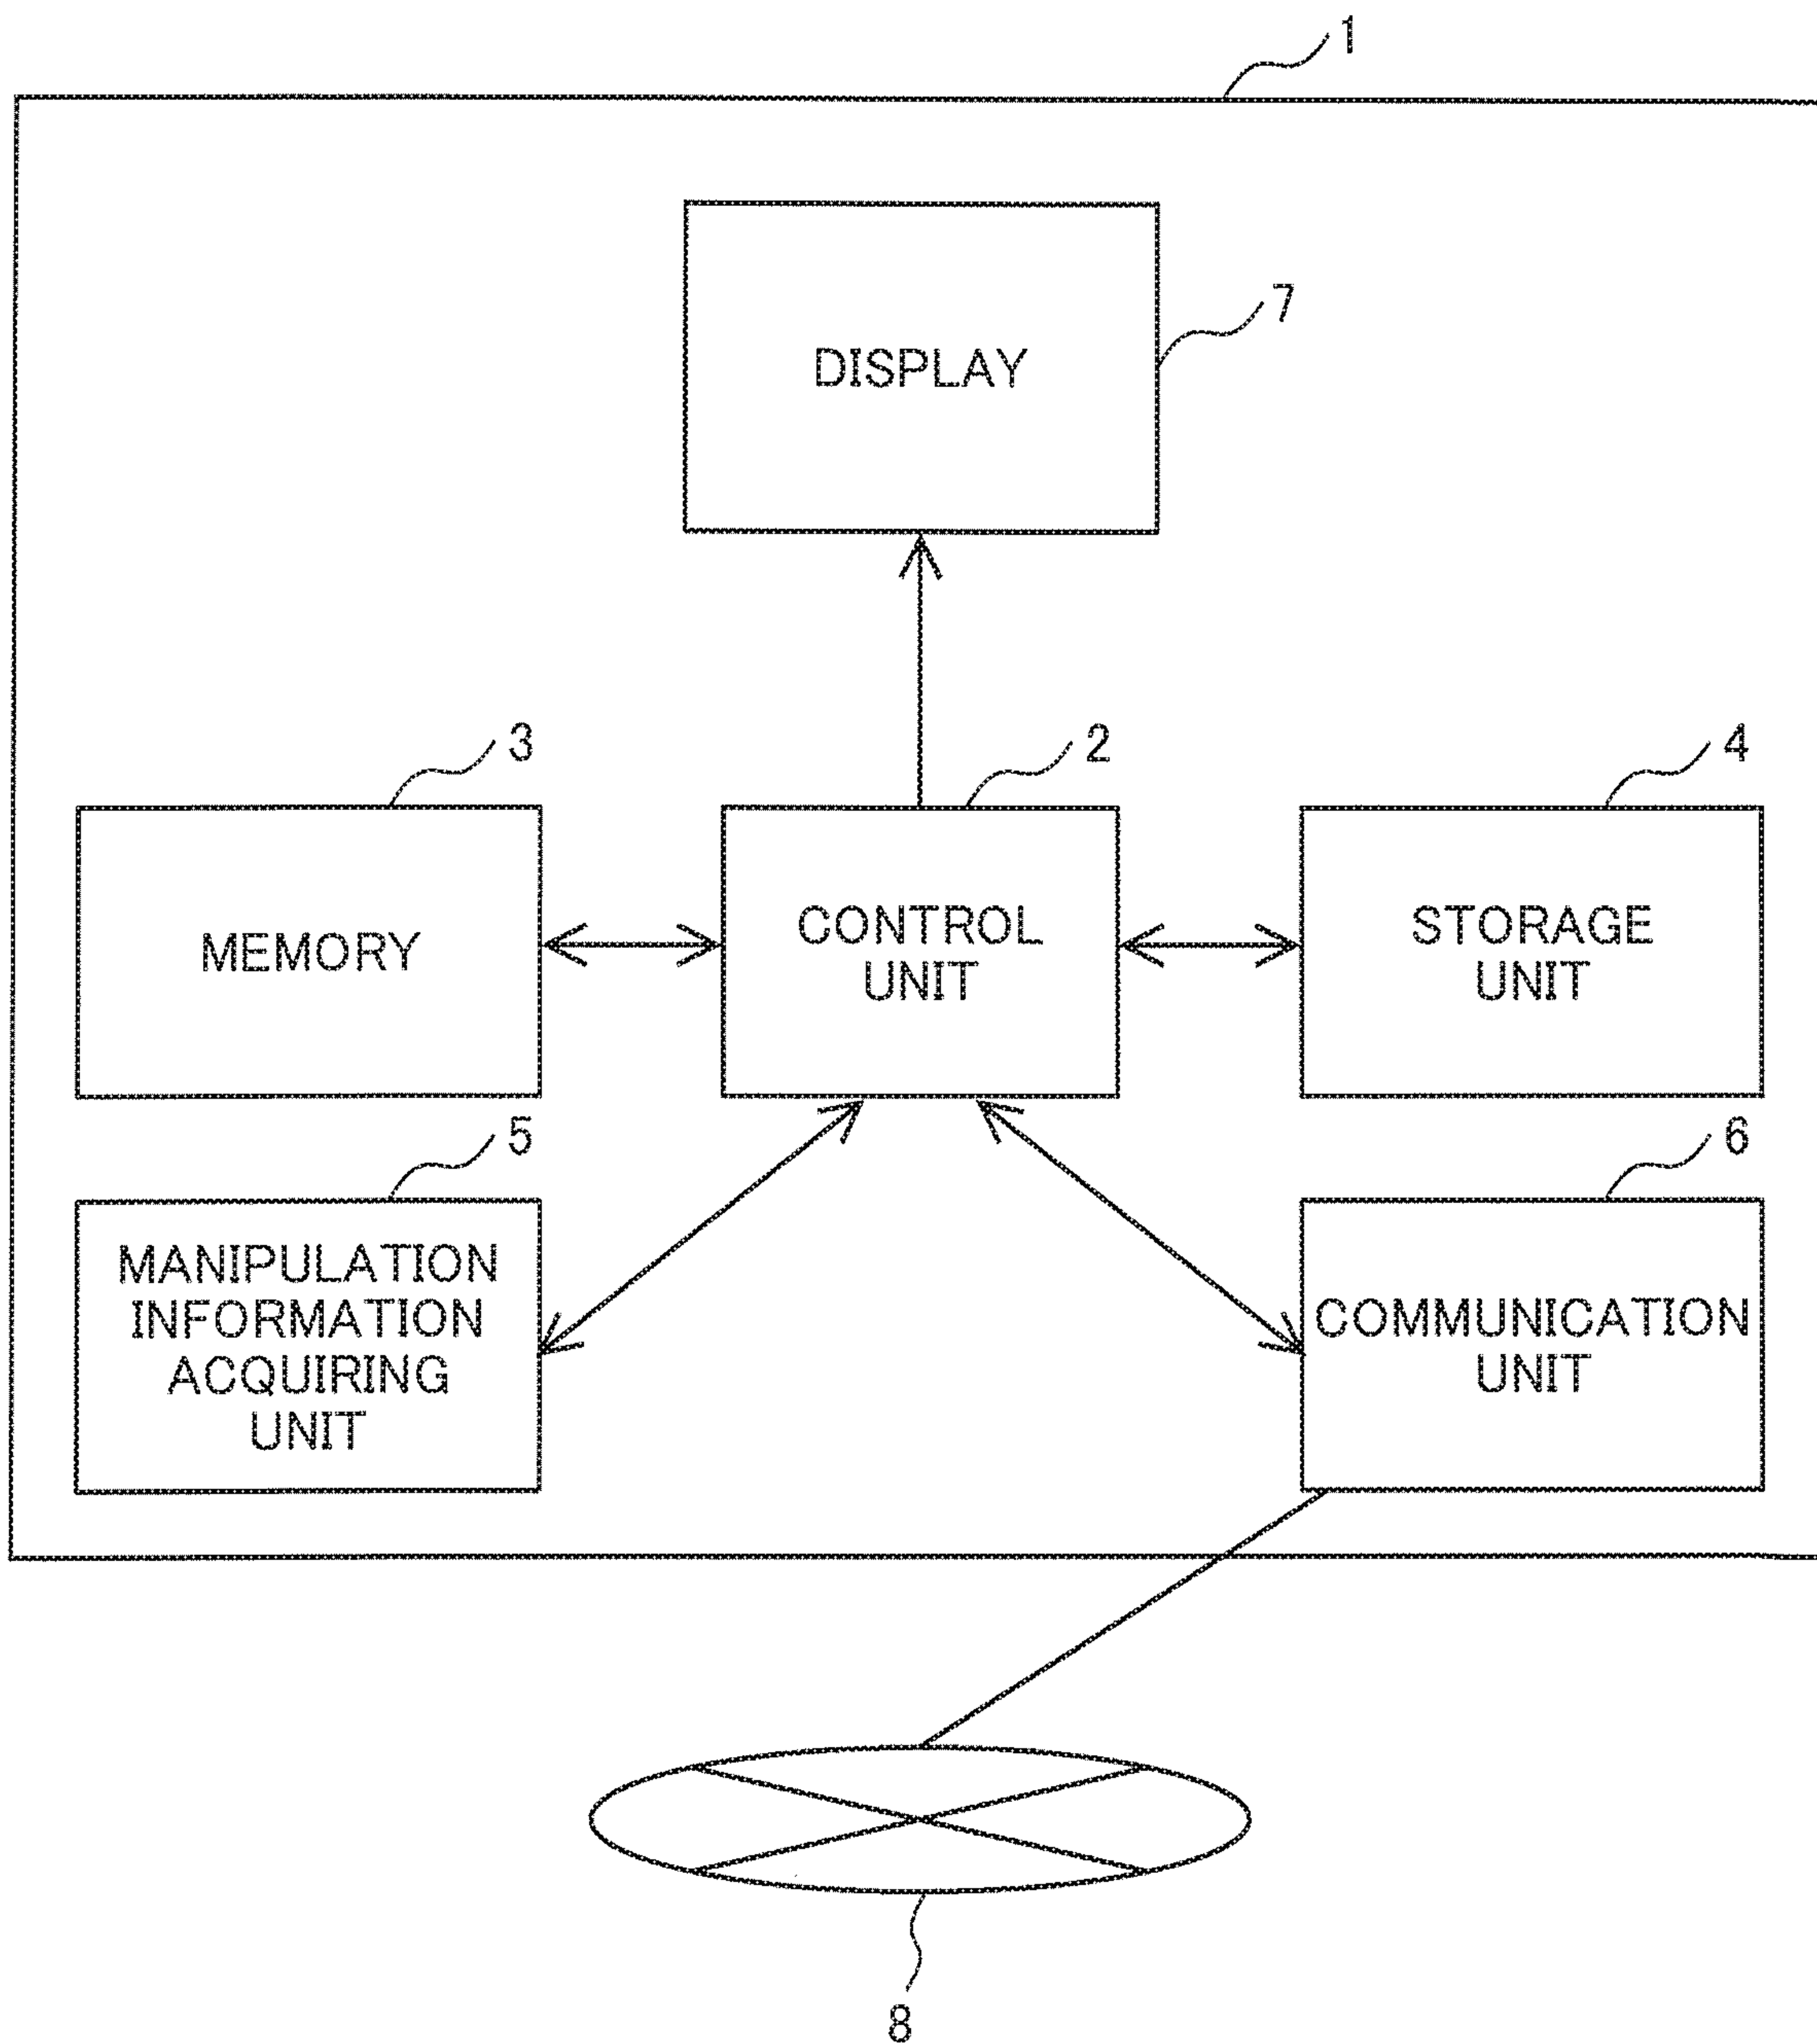 1
7
DISPLAY
3
2
4
MEMORY
CONTROL
UNIT
STORAGE
UNIT
5
6
MANIPULATION
INFORMATION
ACQUIRING
UNIT
COMMUNICATION
UNIT
8